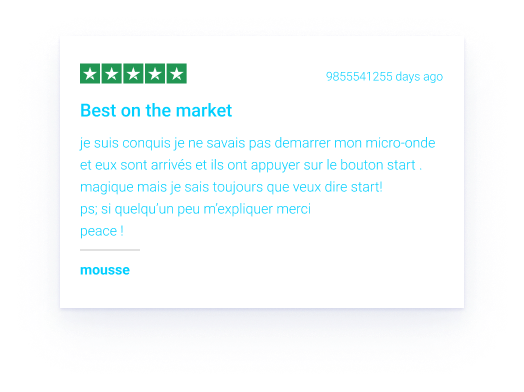 9855541255 days ago
Best on the market
je suis conquis je ne savais pas demarrer mon micro-onde
et eux sont arrivés et ils ont appuyer sur le bouton start .
magique mais je sais toujours que veux dire start!
ps; si quelqu'un peu m'expliquer merci
peace !
mousse